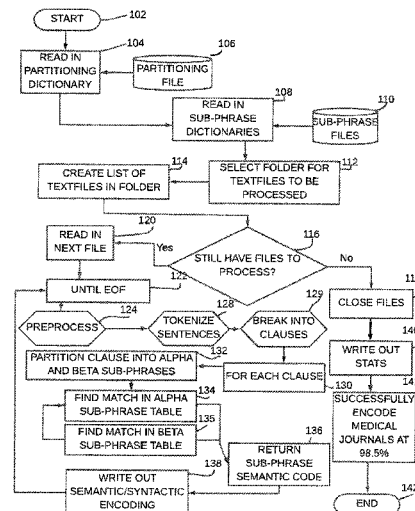 START
102
104
READ IN
PARTITIONING
DICTIONARY
106
PARTITIONING
FILE
108
READ IN
SUB-PHRASE
DICTIONARIES
110
SUB-PHRASE
FILES
114
CREATE LIST OF
TEXTFILES IN FOLDER
112
SELECT FOLDER FOR
TEXTFILES TO BE
PROCESSED
120
READ IN
NEXT FILE
Yes
116
STILL HAVE FILES TO
PROCESS?
No
122
UNTIL EOF
124
PREPROCESS
128
TOKENIZE
SENTENCES
129
BREAK INTO
CLAUSES
CLOSE FILES
132
PARTITION CLAUSE INTO ALPHA
AND BETA SUB-PHRASES
FOR EACH CLAUSE
130
WRITE OUT
STATS
134
FIND MATCH IN ALPHA
SUB-PHRASE TABLE
135
FIND MATCH IN BETA
SUB-PHRASE TABLE
136
RETURN
SUB-PHRASE
SEMANTIC CODE
SUCCESSFULLY
ENCODE
MEDICAL
JOURNALS AT
98.5%
138
WRITE OUT
SEMANTIC/SYNTACTIC
ENCODING
END
142